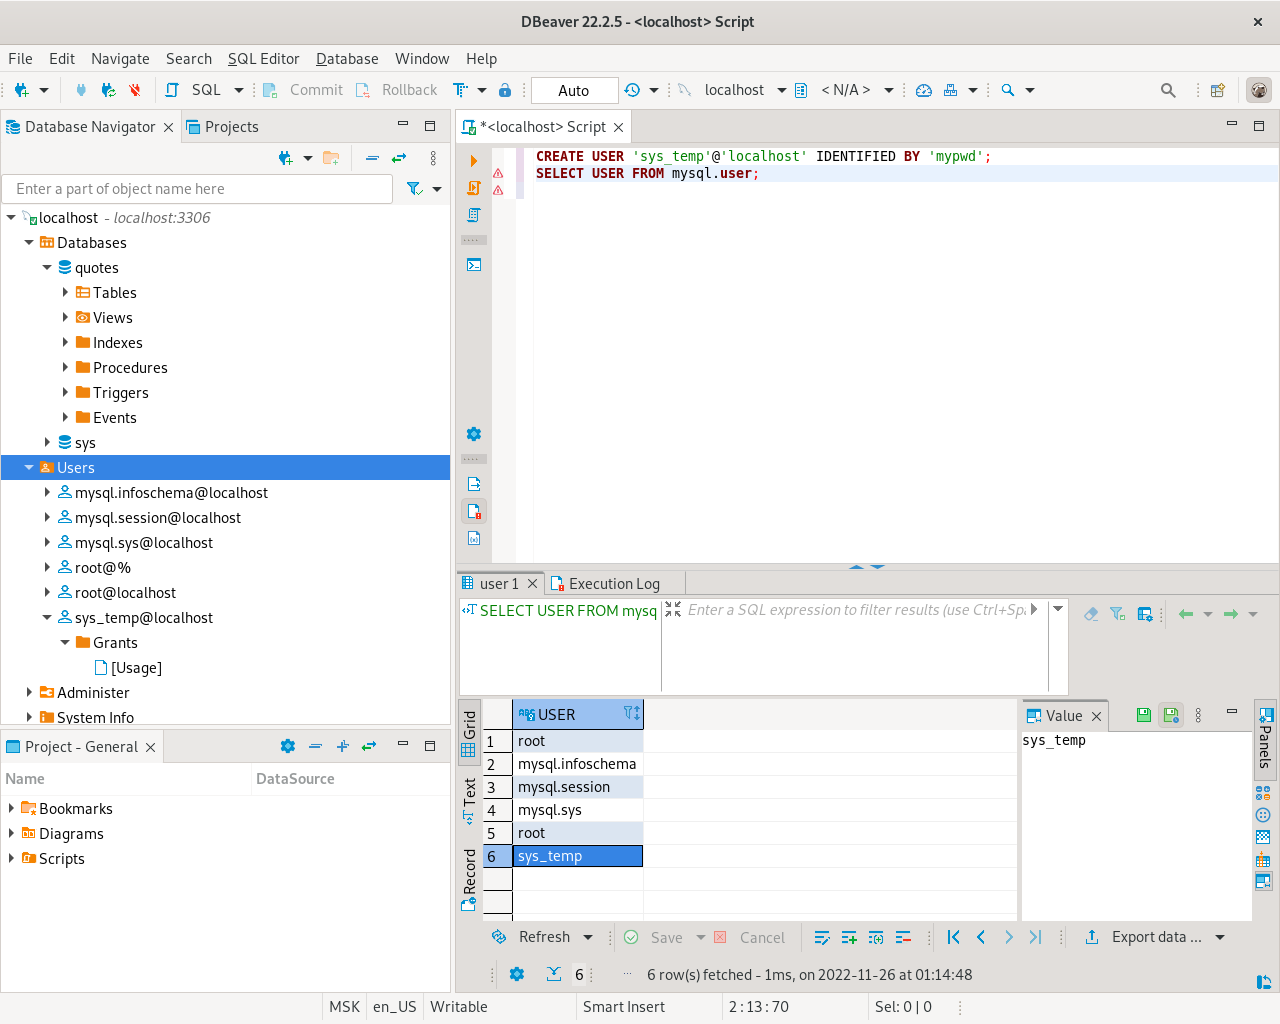 DBeaver 22.2.5 - <localhost> Script
File Edit Navigate Search SQL Editor Database Window Help
SQL Commit Rollback Auto localhost < N/A >
Database Navigator Projects
Enter a part of object name here
localhost - localhost:3306
Databases
quotes
Tables
Views
Indexes
Procedures
Triggers
Events
sys
Users
mysql.infoschema@localhost
mysql.session@localhost
mysql.sys@localhost
root@%
root@localhost
sys_temp@localhost
Grants
[Usage]
Administer
System Info
Project - General
Name DataSource
Bookmarks
Diagrams
Scripts
*<localhost> Script
CREATE USER 'sys_temp'@'localhost' IDENTIFIED BY 'mypwd';
SELECT USER FROM mysql.user;
user 1 Execution Log
SELECT USER FROM mysq
Enter a SQL expression to filter results (use Ctrl+Sp
Grid
Text
Record
USER
1 root
2 mysql.infoschema
3 mysql.session
4 mysql.sys
5 root
6 sys_temp
Value
sys_temp
Panels
Refresh Save Cancel Export data ...
6 6 row(s) fetched - 1ms, on 2022-11-26 at 01:14:48
MSK en_US Writable Smart Insert 2 : 13 : 70 Sel: 0 | 0